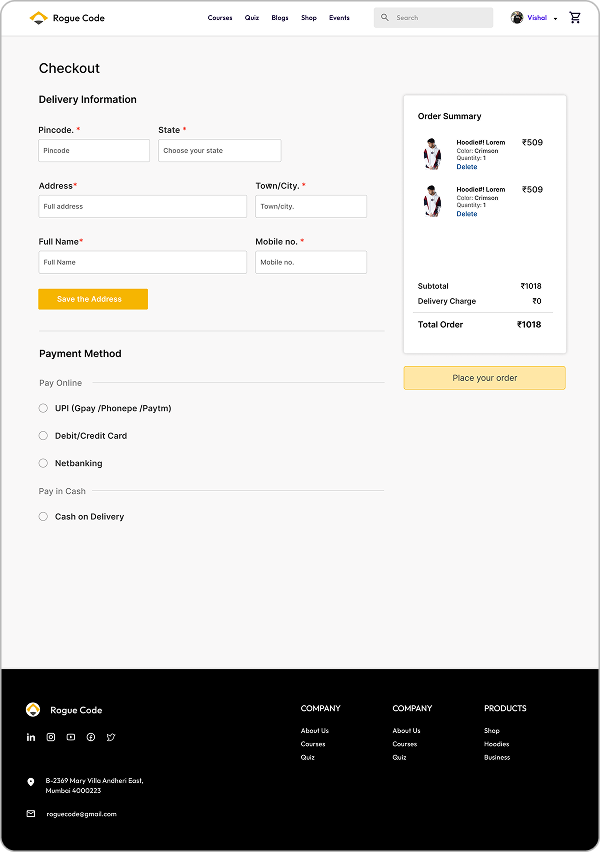 Rogue Code
Courses Quiz Blogs Shop Events
Search
Vishal
Checkout
Delivery Information
Pincode. * State *
Pincode Choose your state
Address* Town/City. *
Full address Town/city.
Full Name* Mobile no. *
Full Name Mobile no.
Save the Address
Payment Method
Pay Online
UPI (Gpay /Phonepe /Paytm)
Debit/Credit Card
Netbanking
Pay in Cash
Cash on Delivery
Order Summary
Hoodie#! Lorem ₹509
Color: Crimson
Quantity: 1
Delete
Hoodie#! Lorem ₹509
Color: Crimson
Quantity: 1
Delete
Subtotal ₹1018
Delivery Charge ₹0
Total Order ₹1018
Place your order
Rogue Code
B-2369 Mary Villa Andheri East,
Mumbai 4000223
roguecode@gmail.com
COMPANY
About Us
Courses
Quiz
COMPANY
About Us
Courses
Quiz
PRODUCTS
Shop
Hoodies
Business